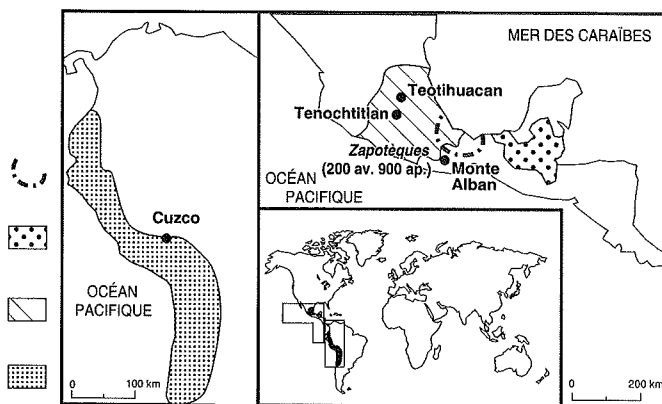 MER DES CARAÏBES
Teotihuacan
Tenochtitlan
Zapotèques
(200 av. 900 ap.)
Monte
Alban
OCÉAN
PACIFIQUE
Cuzco
OCÉAN
PACIFIQUE
0 100 km
0 200 km